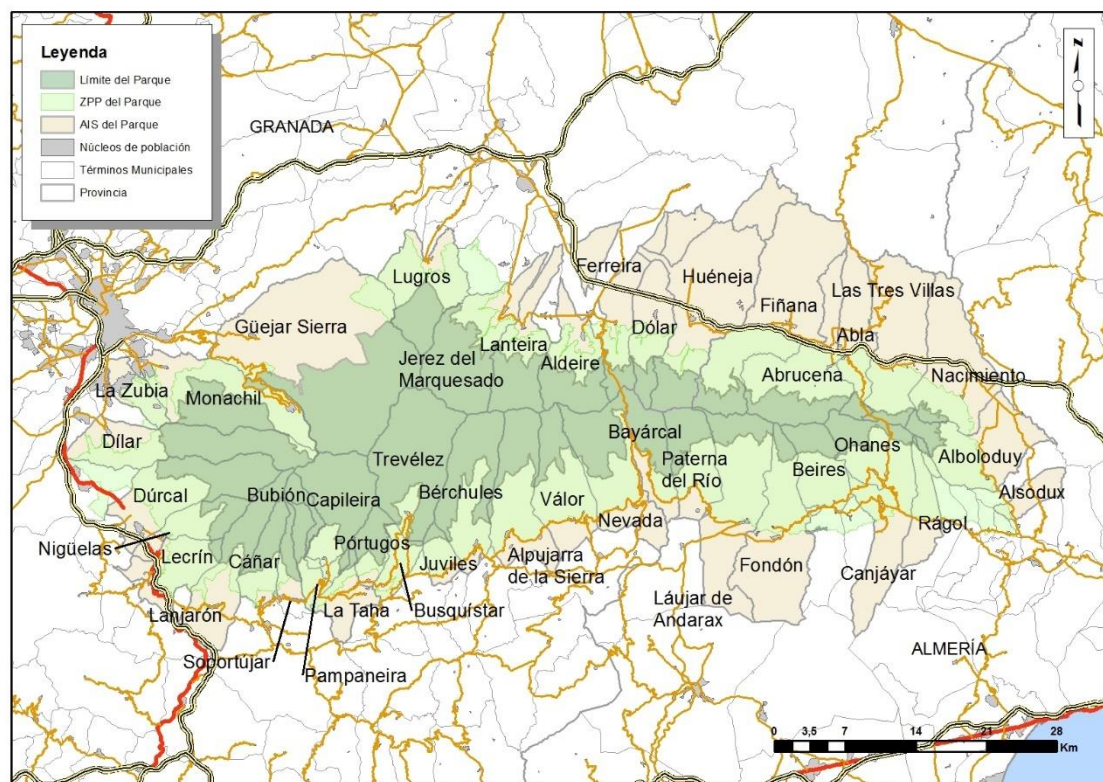 Leyenda
Límite del Parque
ZPP del Parque
AIS del Parque
Núcleos de población
Términos Municipales
Provincia
N
GRANADA
Ferreira
Lugros
Huéneja
Fiñana
Las Tres Villas
Güejar Sierra
Dólar
Abla
Lanteira
Jerez del
Marquesado
Aldeire
Abrucena
Nacimiento
La Zubia
Monachil
Dílar
Bayárcal
Ohanes
Trevélez
Paterna
del Río
Beires
Alboloduy
Dúrcal
Bubión
Capileira
Bérchules
Válor
Alsodux
Nigüelas
Nevada
Rágol
Lecrín
Cáñar
Pórtugos
Juviles
Alpujarra
de la Sierra
Fondón
Canjáyar
Lanjarón
La Taha
Busquístar
Láujar de
Andarax
Soportújar
Pampaneira
ALMERÍA
0 3,5 7 14 21 28
Km